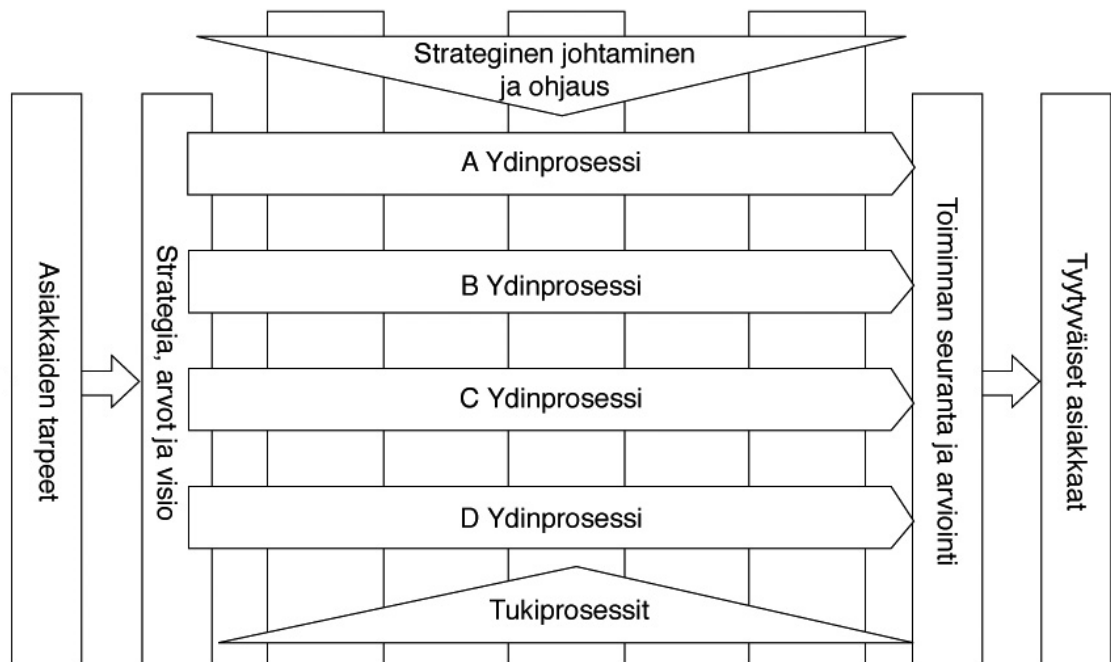 Strateginen johtaminen
ja ohjaus
Asiakkaiden tarpeet
Strategia, arvot ja visio
A Ydinprosessi
B Ydinprosessi
C Ydinprosessi
D Ydinprosessi
Tukiprosessit
Toiminnan seuranta ja arviointi
Tyytyväiset asiakkaat